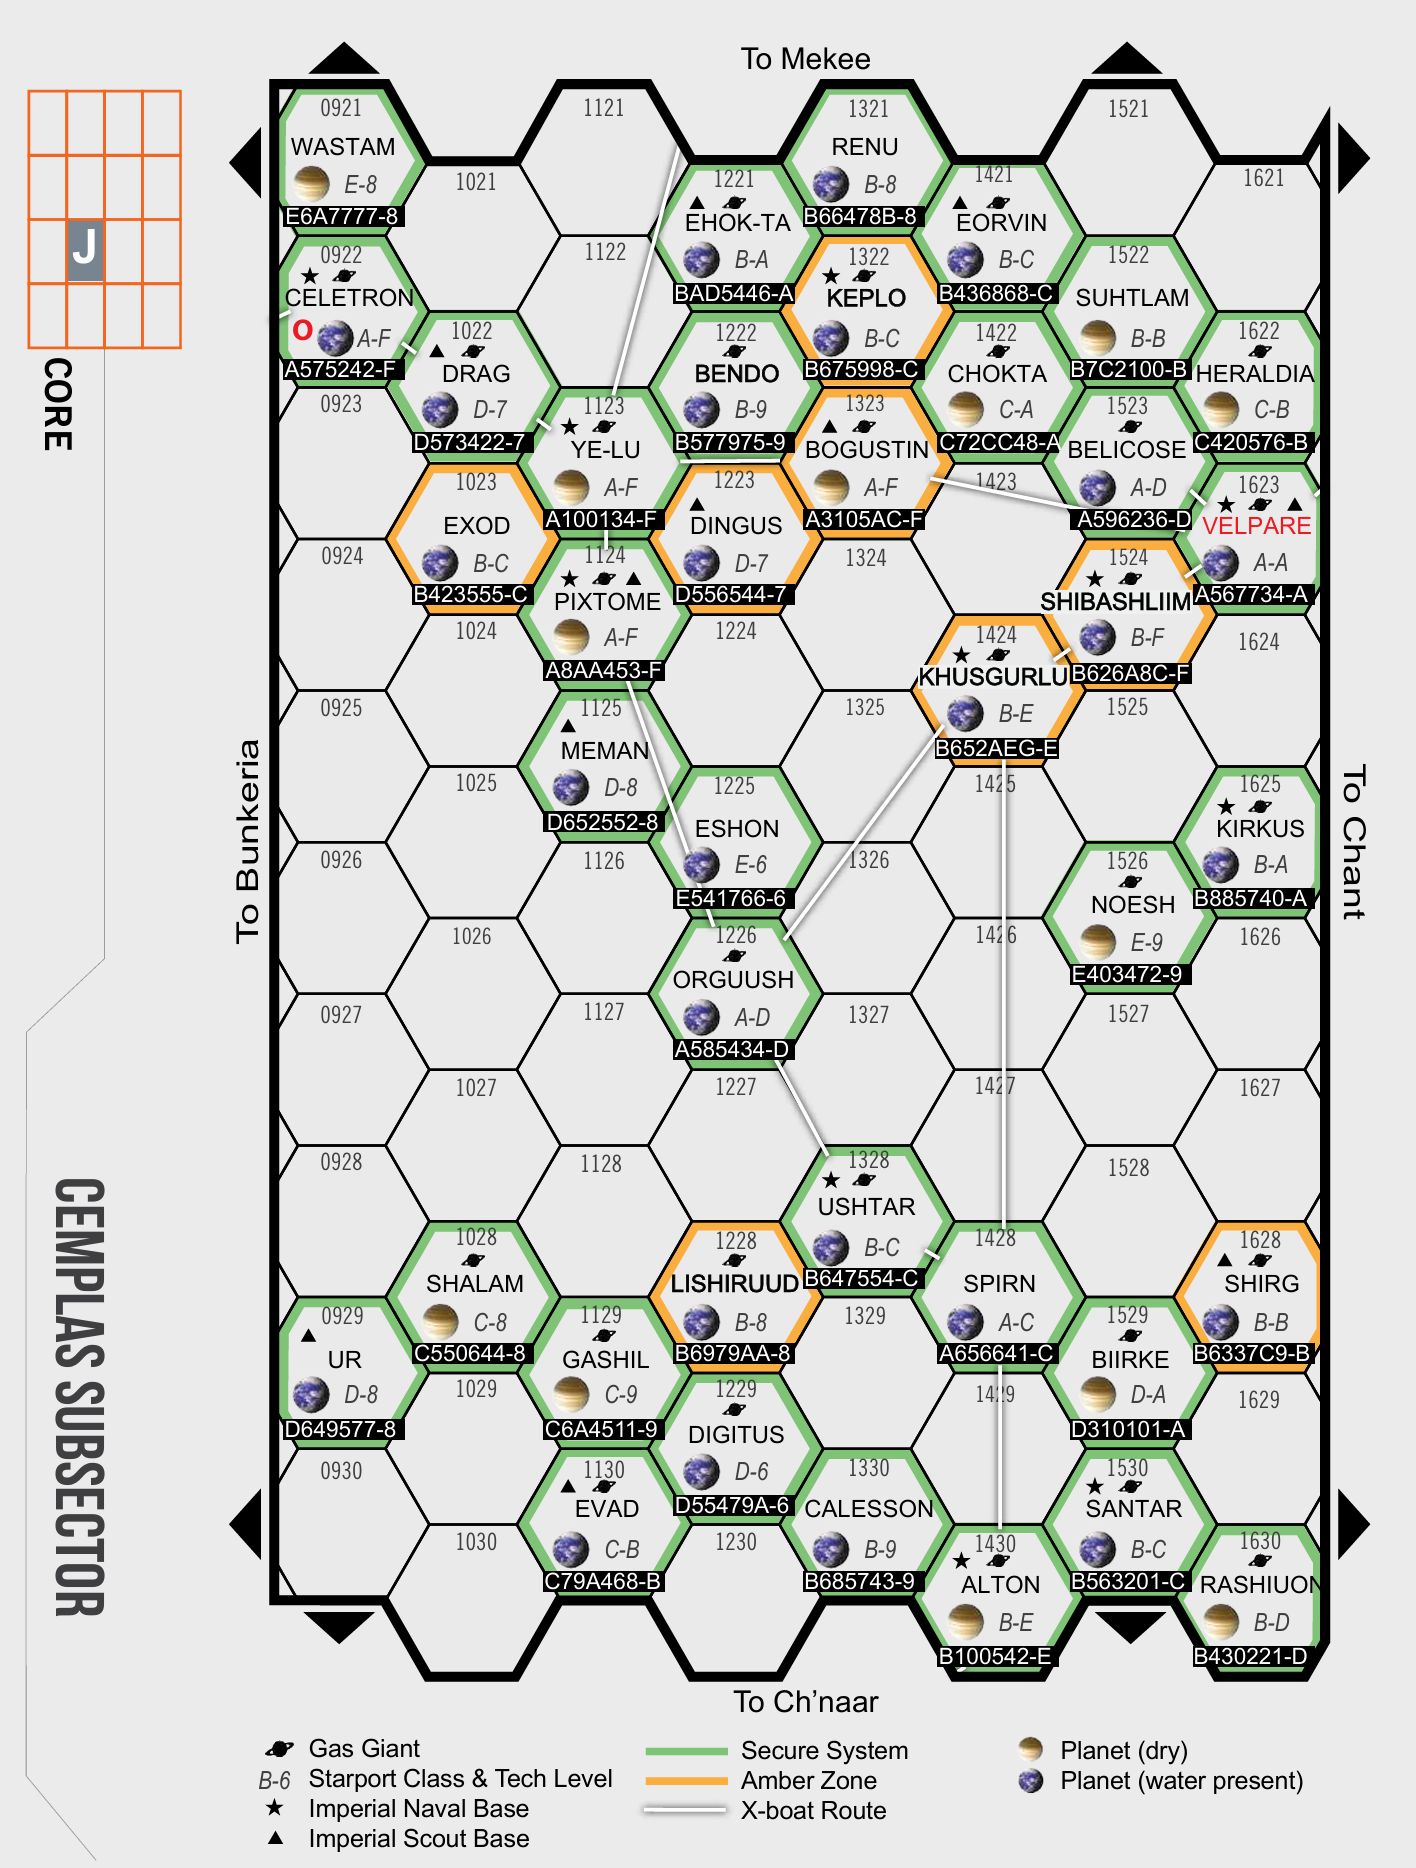 To Mekee
0921
WASTAM
E-8
E6A7777-8
1021
1121
1221
EHOK-TA
B-A
BAD5446-A
1321
RENU
B-8
B66478B-8
1421
EORVIN
B-C
B436868-C
1521
1621
0922
CELETRON
O
A-F
A575242-F
1022
DRAG
D-7
D573422-7
1122
1222
BENDO
B-9
B577975-9
1322
KEPLO
B-C
B675998-C
1422
CHOKTA
C-A
C72CC48-A
1522
SUHTLAM
B-B
B7C2100-B
1622
HERALDIA
C-B
C420576-B
0923
1023
EXOD
B-C
B423555-C
1123
YE-LU
A-F
A100134-F
1223
DINGUS
D-7
D556544-7
1323
BOGUSTIN
A-F
A3105AC-F
1423
1523
BELICOSE
A-D
A596236-D
1623
VELPARE
A-A
A567734-A
0924
1024
1124
PIXTOME
A-F
A8AA453-F
1224
1324
1424
KHUSGURLU
B-E
B652AEG-E
1524
SHIBASHLIIM
B-F
B626A8C-F
1624
0925
1025
1125
MEMAN
D-8
D652552-8
1225
ESHON
E-6
E541766-6
1325
1425
1525
1625
KIRKUS
B-A
B885740-A
0926
1026
1126
1226
ORGUUSH
A-D
A585434-D
1326
1426
1526
NOESH
E-9
E403472-9
1626
0927
1027
1127
1227
1327
1427
1527
1627
0928
1028
SHALAM
C-8
C550644-8
1128
1228
LISHIRUUD
B-8
B6979AA-8
1328
USHTAR
B-C
B647554-C
1428
SPIRN
A-C
A656641-C
1528
1628
SHIRG
B-B
B6337C9-B
0929
UR
D-8
D649577-8
1029
1129
GASHIL
C-9
C6A4511-9
1229
DIGITUS
D-6
D55479A-6
1329
1429
1529
BIIRKE
D-A
D310101-A
1629
0930
1030
1130
EVAD
C-B
C79A468-B
1230
1330
CALESSON
B-9
B685743-9
1430
ALTON
B-E
B100542-E
1530
SANTAR
B-C
B563201-C
1630
RASHIUON
B-D
B430221-D
J
CORE
CEMPLAS SUBSECTOR
To Bunkeria
To Chant
To Ch'naar
Gas Giant
B-6 Starport Class & Tech Level
Imperial Naval Base
Imperial Scout Base
Secure System
Amber Zone
X-boat Route
Planet (dry)
Planet (water present)